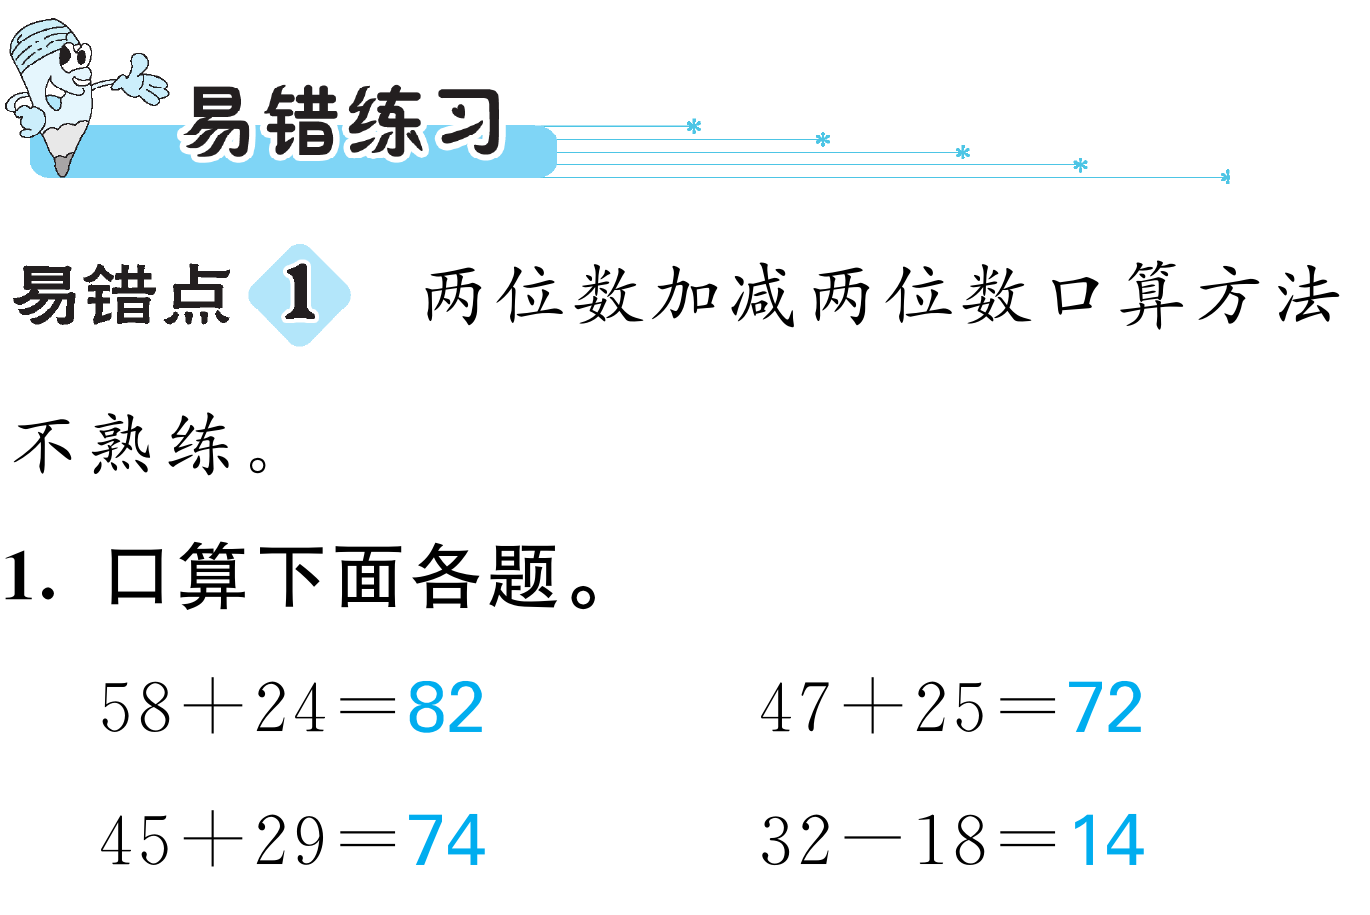 易错练习
易错点 1 两位数加减两位数口算方法
不熟练。
1. 口算下面各题。
58+24=82 47+25=72
45+29=74 32-18=14